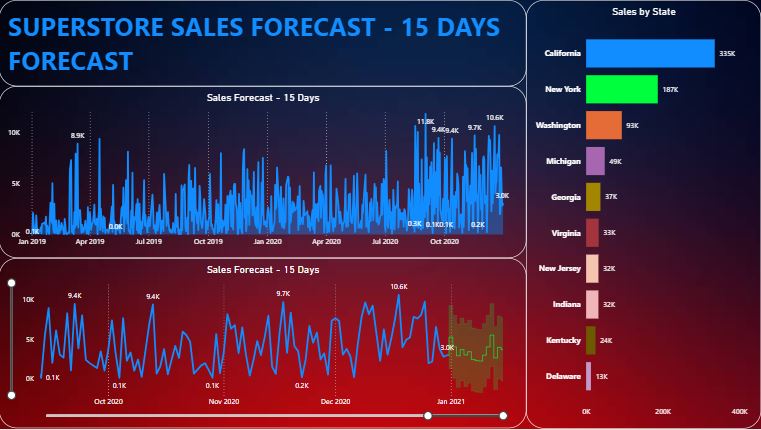 SUPERSTORE SALES FORECAST - 15 DAYS
FORECAST
Sales Forecast - 15 Days
10K
5K
0K
0.1K
8.9K
0.0K
11.8K
9.4K
9.4K
9.7K
10.6K
3.0K
0.3K
0.1K
0.1K
0.2K
Jan 2019
Apr 2019
Jul 2019
Oct 2019
Jan 2020
Apr 2020
Jul 2020
Oct 2020
Sales Forecast - 15 Days
10K
5K
0K
0.1K
9.4K
0.1K
9.4K
0.1K
9.7K
0.2K
10.6K
3.0K
Oct 2020
Nov 2020
Dec 2020
Jan 2021
Sales by State
California 335K
New York 187K
Washington 93K
Michigan 49K
Georgia 37K
Virginia 33K
New Jersey 32K
Indiana 32K
Kentucky 24K
Delaware 13K
0K 200K 400K